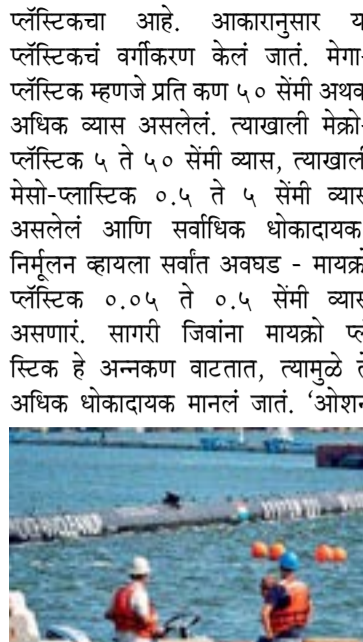 प्लॅस्टिकचा आहे. आकारानुसार य
प्लॅस्टिकचं वर्गीकरण केलं जातं. मेगा-
प्लॅस्टिक म्हणजे प्रति कण ५० सेंमी अथव
अधिक व्यास असलेलं. त्याखाली मेक्रो-
प्लॅस्टिक ५ ते ५० सेंमी व्यास, त्याखाली
मेसो-प्लास्टिक ०.५ ते ५ सेंमी व्यास
असलेलं आणि सर्वाधिक धोकादायक
निर्मूलन व्हायला सर्वांत अवघड - मायक्रो
प्लॅस्टिक ०.०५ ते ०.५ सेंमी व्यास
असणारं. सागरी जिवांना मायक्रो प्लॅ
स्टिक हे अन्नकण वाटतात, त्यामुळे ते
अधिक धोकादायक मानलं जातं. ‘ओशन